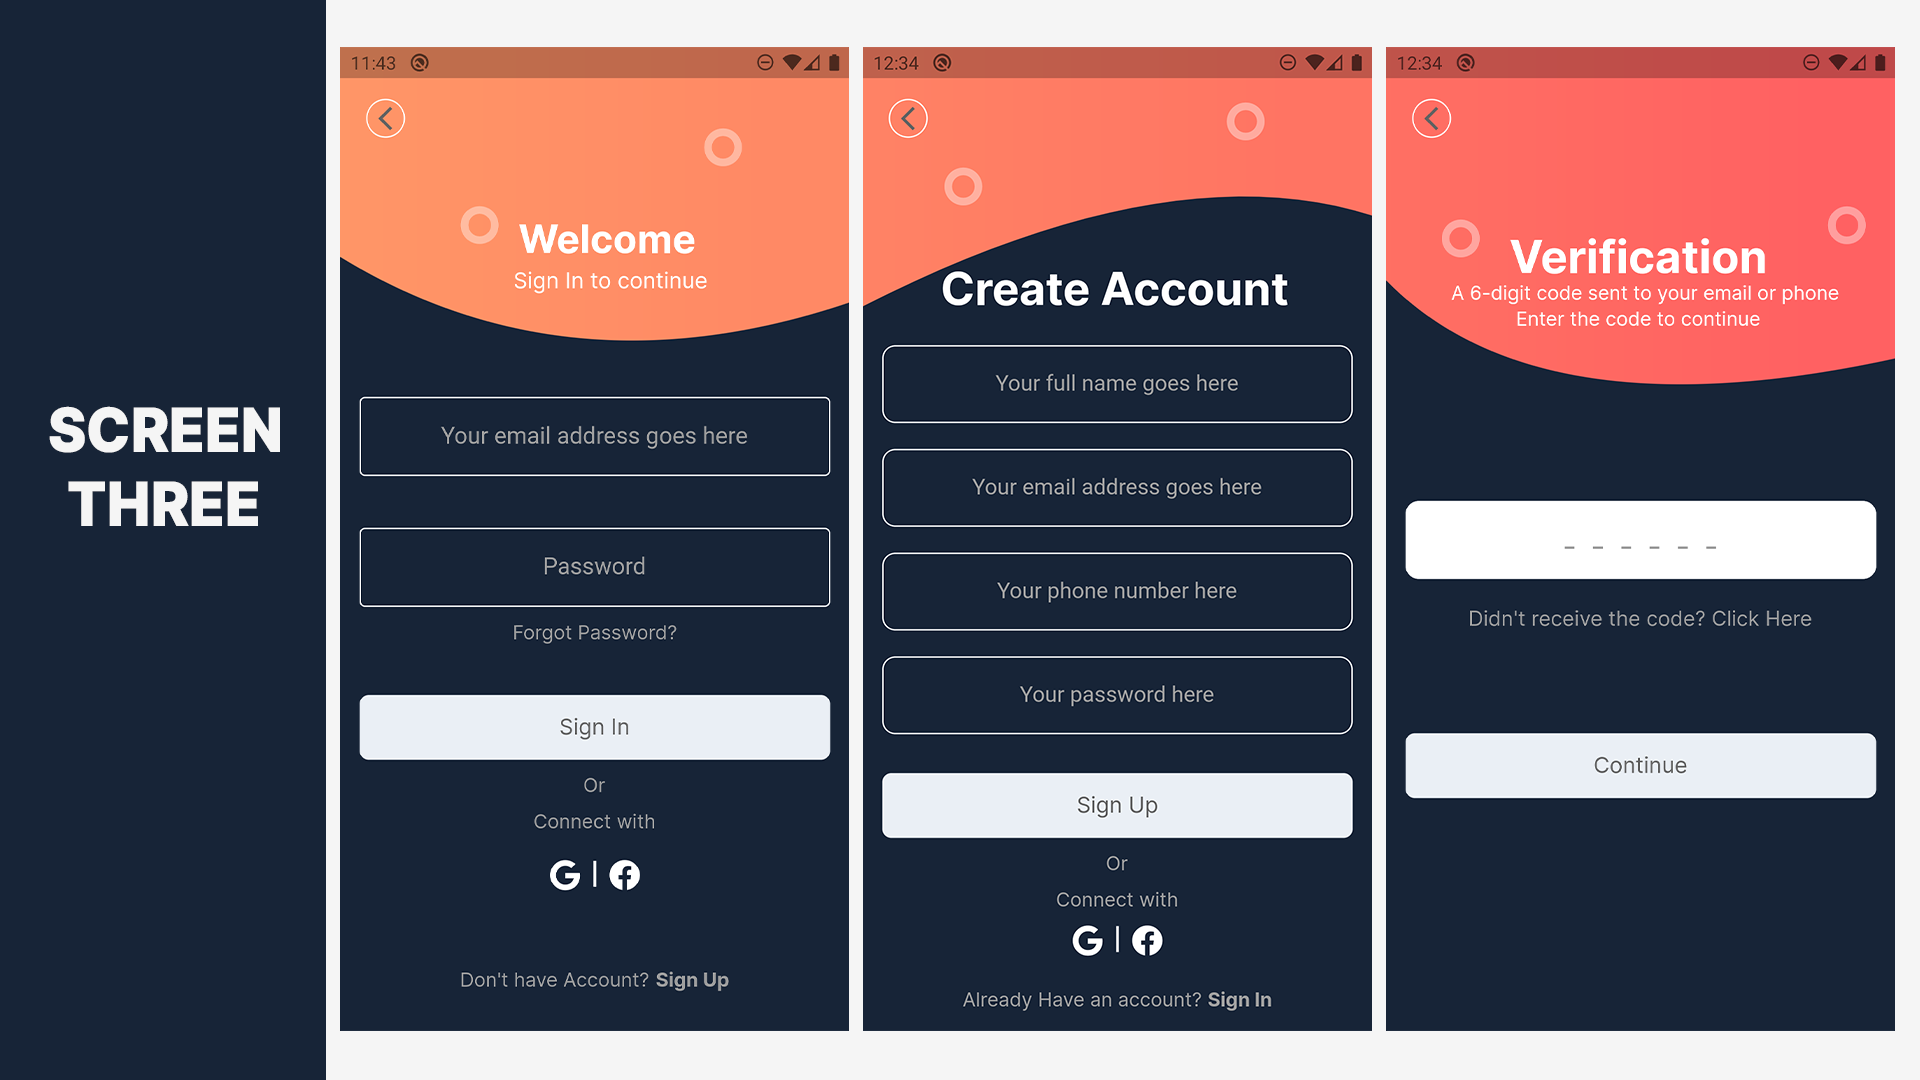 SCREEN
THREE
11:43
Welcome
Sign In to continue
Your email address goes here
Password
Forgot Password?
Sign In
Or
Connect with
G | f
Don't have Account? Sign Up
12:34
Create Account
Your full name goes here
Your email address goes here
Your phone number here
Your password here
Sign Up
Or
Connect with
G | f
Already Have an account? Sign In
12:34
Verification
A 6-digit code sent to your email or phone
Enter the code to continue
_ _ _ _ _ _
Didn't receive the code? Click Here
Continue